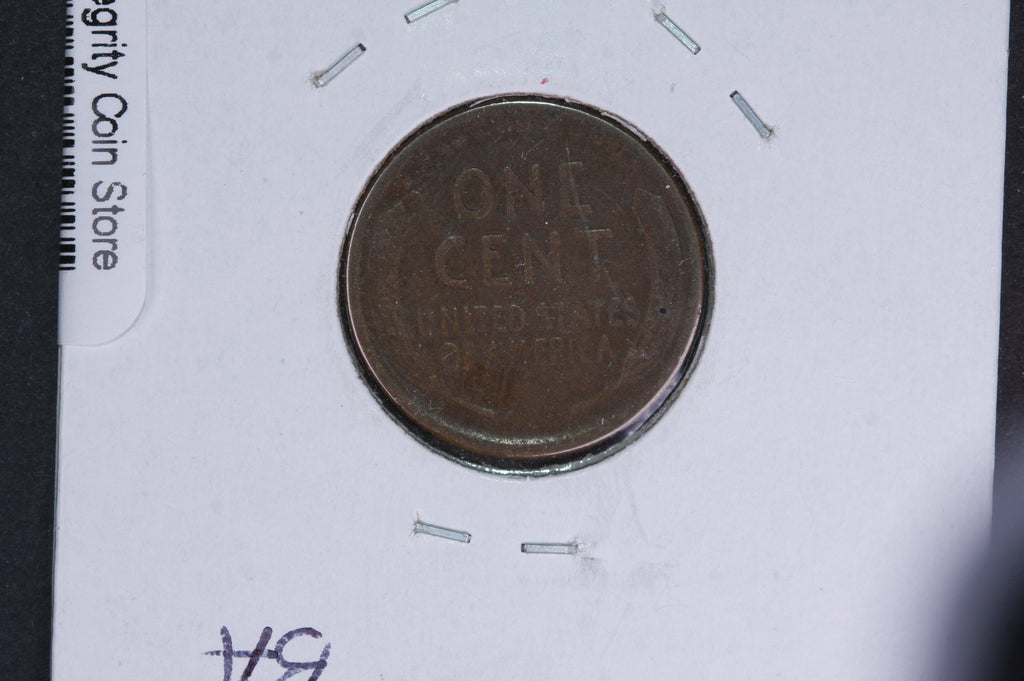 egrity Coin Store
ONE
CENT
UNITED STATES
OF AMERICA